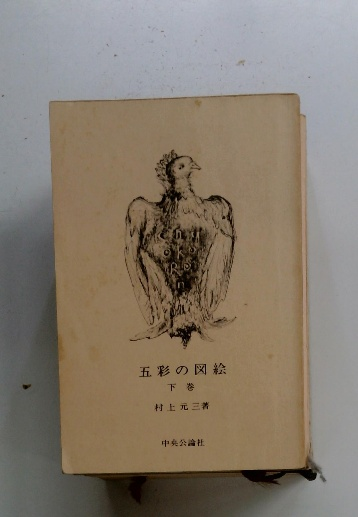 五彩の図絵
下巻
村上元三著
中央公論社